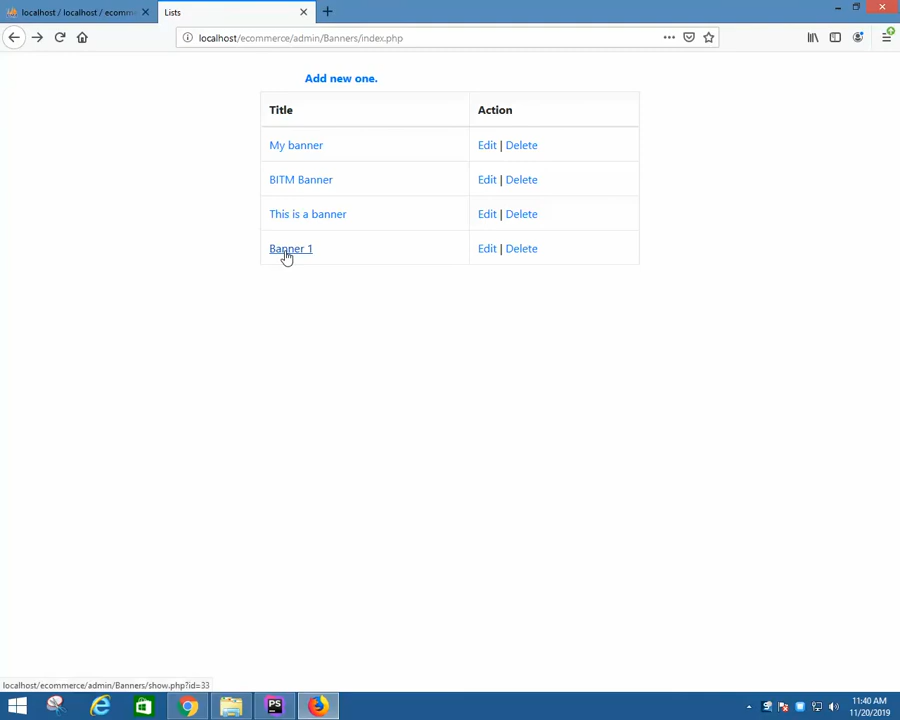 localhost / localhost / ecomm
Lists
localhost/ecommerce/admin/Banners/index.php
Add new one.
Title Action
My banner Edit | Delete
BITM Banner Edit | Delete
This is a banner Edit | Delete
Banner 1 Edit | Delete
localhost/ecommerce/admin/Banners/show.php?id=33
PS
11:40 AM
11/20/2019